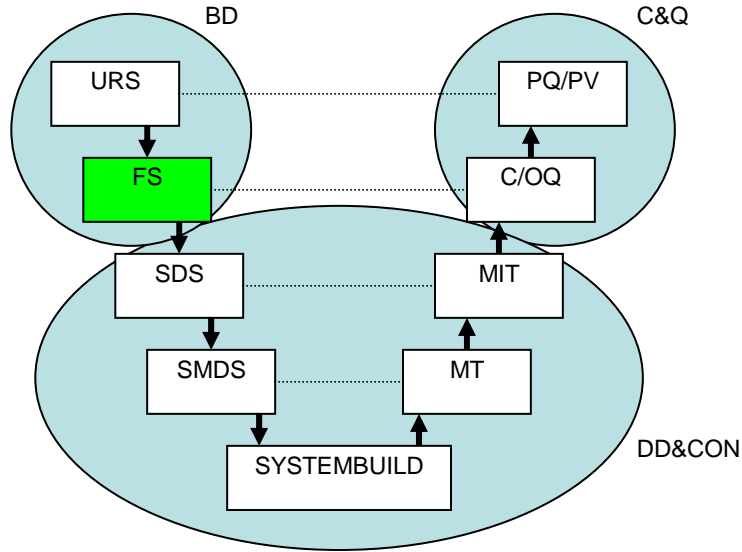 BD
C&Q
URS
PQ/PV
FS
C/OQ
SDS
MIT
SMDS
MT
SYSTEMBUILD
DD&CON